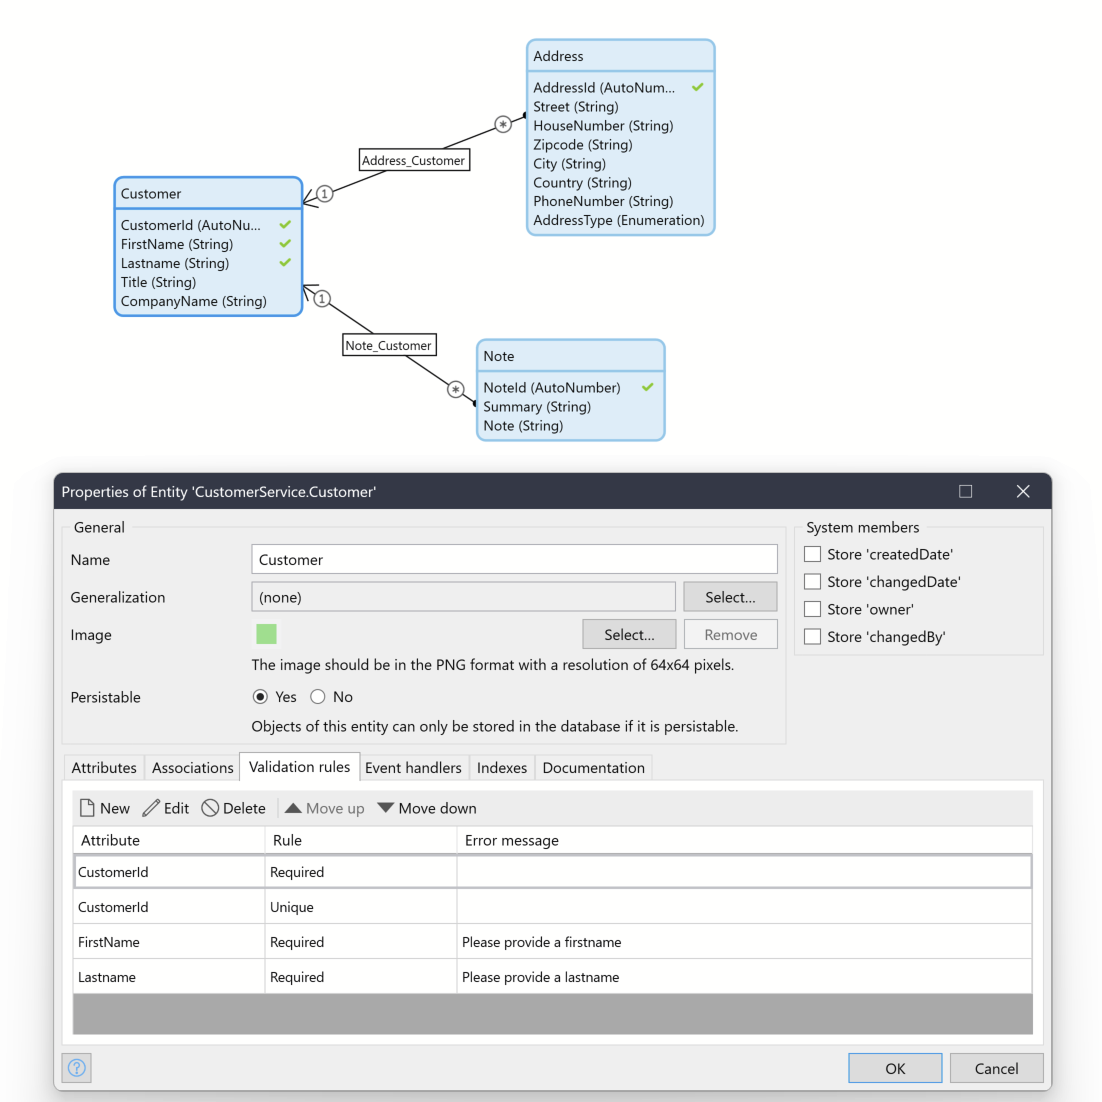 Address
AddressId (AutoNum...
Street (String)
HouseNumber (String)
Zipcode (String)
City (String)
Country (String)
PhoneNumber (String)
AddressType (Enumeration)
*
Address_Customer
1
Customer
CustomerId (AutoNu...
FirstName (String)
Lastname (String)
Title (String)
CompanyName (String)
1
Note_Customer
*
Note
NoteId (AutoNumber)
Summary (String)
Note (String)
Properties of Entity 'CustomerService.Customer'
General
Name
Customer
Generalization
(none)
Select...
Image
Select...
Remove
The image should be in the PNG format with a resolution of 64x64 pixels.
Persistable
Yes
No
Objects of this entity can only be stored in the database if it is persistable.
System members
Store 'createdDate'
Store 'changedDate'
Store 'owner'
Store 'changedBy'
Attributes
Associations
Validation rules
Event handlers
Indexes
Documentation
New
Edit
Delete
Move up
Move down
Attribute Rule Error message
CustomerId Required
CustomerId Unique
FirstName Required Please provide a firstname
Lastname Required Please provide a lastname
?
OK
Cancel